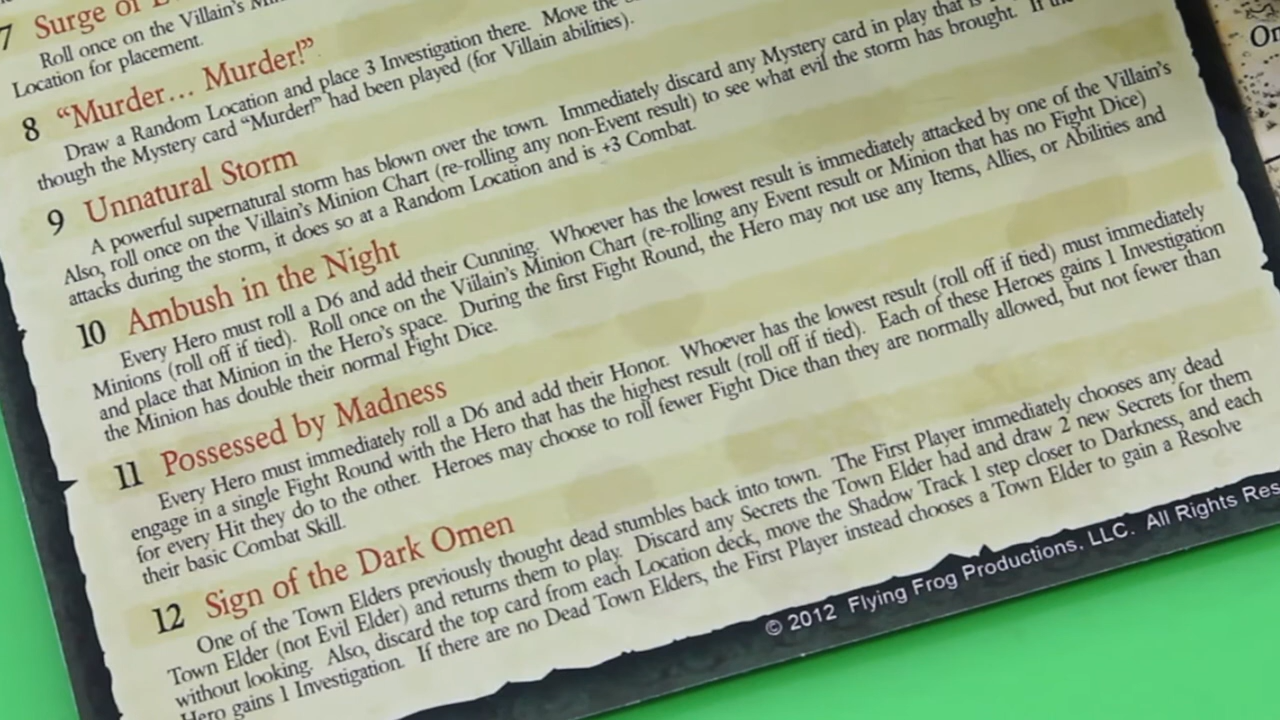 7 Surge of
Roll once on the Villain's
Location for placement.
8 "Murder... Murder!"
Draw a Random Location and place 3 Investigation there. Move the
though the Mystery card "Murder!" had been played (for Villain abilities).
9 Unnatural Storm
A powerful supernatural storm has blown over the town. Immediately discard any Mystery card in play that is
Also, roll once on the Villain's Minion Chart (re-rolling any non-Event result) to see what evil the storm has brought. If the
attacks during the storm, it does so at a Random Location and is +3 Combat.
10 Ambush in the Night
Every Hero must roll a D6 and add their Cunning. Whoever has the lowest result is immediately attacked by one of the Villain's
Minions (roll off if tied). Roll once on the Villain's Minion Chart (re-rolling any Event result or Minion that has no Fight Dice)
and place that Minion in the Hero's space. During the first Fight Round, the Hero may not use any Items, Allies, or Abilities and
the Minion has double their normal Fight Dice.
11 Possessed by Madness
Every Hero must immediately roll a D6 and add their Honor. Whoever has the lowest result (roll off if tied) must immediately
engage in a single Fight Round with the Hero that has the highest result (roll off if tied). Each of these Heroes gains 1 Investigation
for every Hit they do to the other. Heroes may choose to roll fewer Fight Dice than they are normally allowed, but not fewer than
their basic Combat Skill.
12 Sign of the Dark Omen
One of the Town Elders previously thought dead stumbles back into town. The First Player immediately chooses any dead
Town Elder (not Evil Elder) and returns them to play. Discard any Secrets the Town Elder had and draw 2 new Secrets for them
without looking. Also, discard the top card from each Location deck, move the Shadow Track 1 step closer to Darkness, and each
Hero gains 1 Investigation. If there are no Dead Town Elders, the First Player instead chooses a Town Elder to gain a Resolve
© 2012 Flying Frog Productions, LLC. All Rights Res